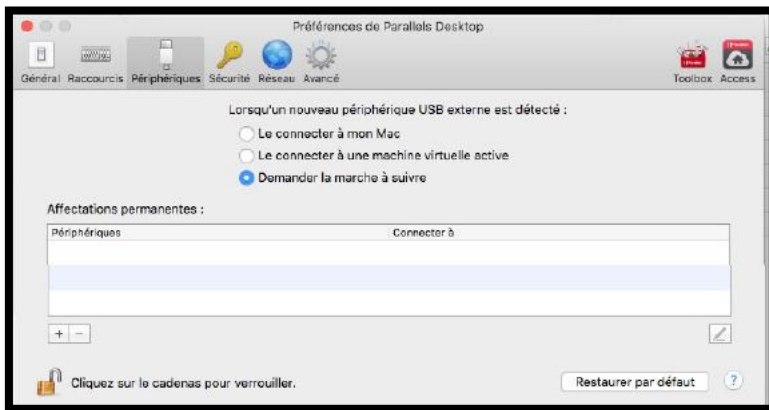 Préférences de Parallels Desktop
Général Raccourcis Périphériques Sécurité Réseau Avancé Toolbox Access
Lorsqu'un nouveau périphérique USB externe est détecté :
Le connecter à mon Mac
Le connecter à une machine virtuelle active
Demander la marche à suivre
Affectations permanentes :
Périphériques Connecter à
+ −
Cliquez sur le cadenas pour verrouiller. Restaurer par défaut ?